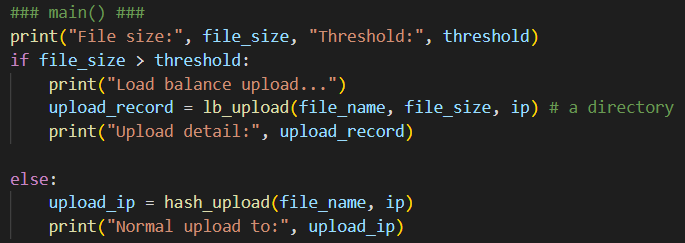 ### main() ###
print("File size:", file_size, "Threshold:", threshold)
if file_size > threshold:
    print("Load balance upload...")
    upload_record = lb_upload(file_name, file_size, ip) # a directory
    print("Upload detail:", upload_record)

else:
    upload_ip = hash_upload(file_name, ip)
    print("Normal upload to:", upload_ip)